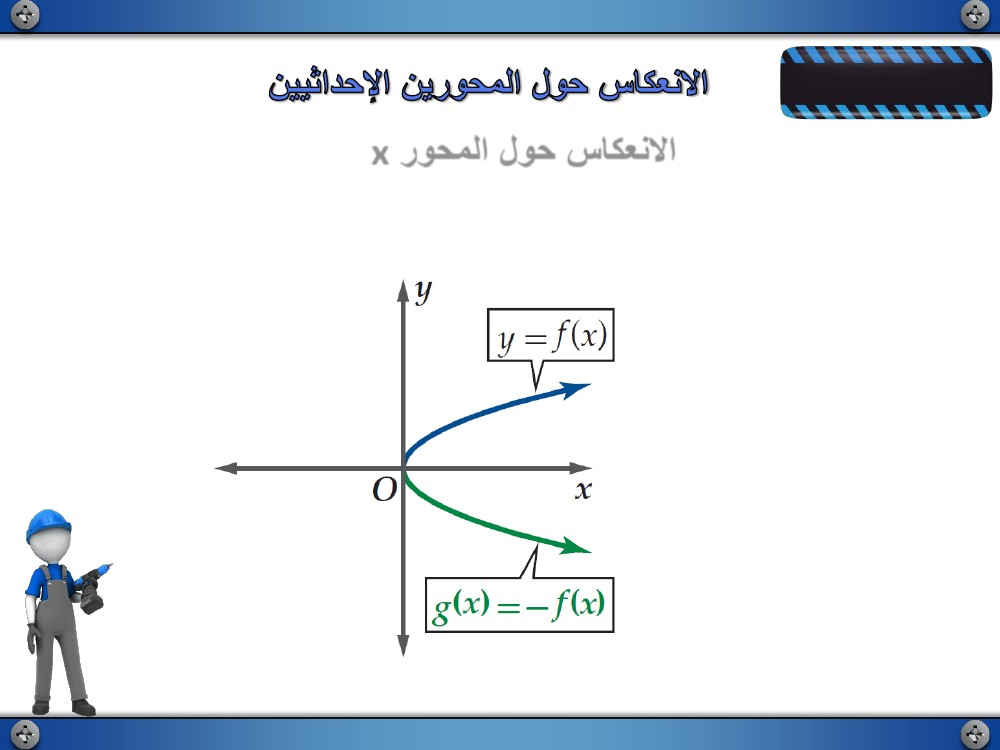 الانعكاس حول المحورين الإحداثيين
الانعكاس حول المحور x
y
y = f(x)
O
x
g(x) = −f(x)